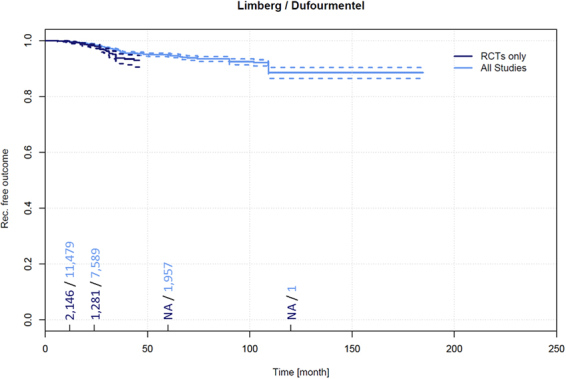 Limberg / Dufourmentel
RCTs only
All Studies
Rec. free outcome
1.0
0.8
0.6
0.4
0.2
0.0
2,146 / 11,479
1,281 / 7,589
NA / 1,957
NA / 1
0 50 100 150 200 250
Time [month]